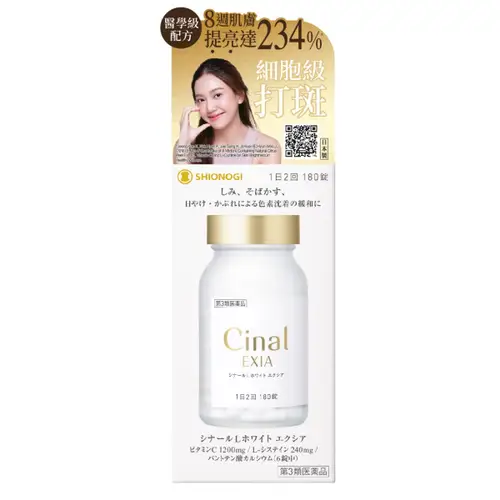 醫學級
配方
8週肌膚
提亮達234%
細胞級
打斑
日本製
SHIONOGI
1日2回 180錠
しみ、そばかす、
日やけ・かぶれによる色素沈着の緩和に
第3類医薬品
Cinal
EXIA
シナールLホワイト エクシア
1日2回 180錠
シナールLホワイト エクシア
ビタミンC 1200mg / L-システイン 240mg /
パントテン酸カルシウム(6錠中)
第3類医薬品